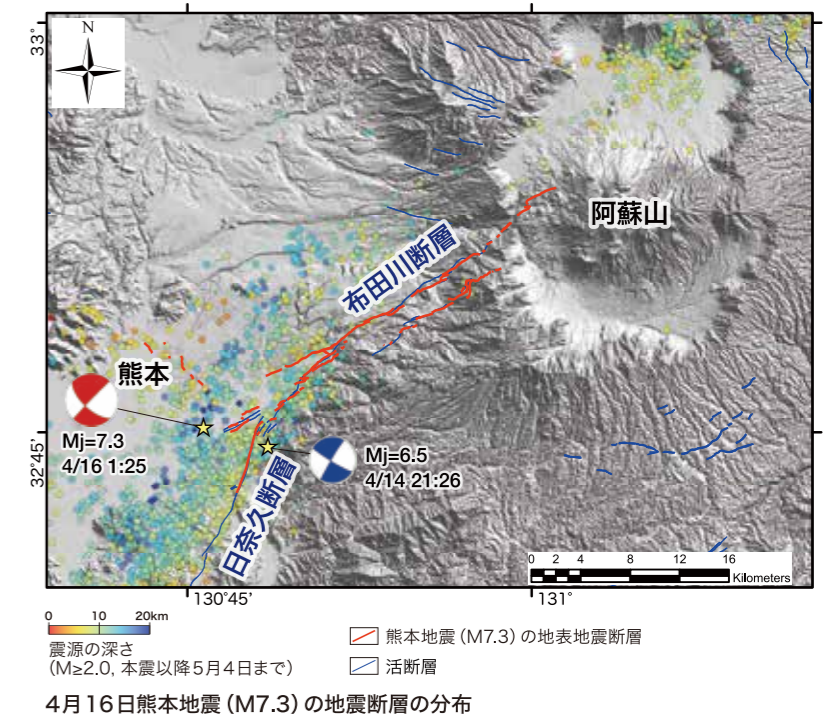 33°
N
阿蘇山
布田川断層
熊本
Mj=7.3
4/16 1:25
Mj=6.5
4/14 21:26
32°45'
日奈久断層
0 2 4 8 12 16
Kilometers
130°45'
131°
0 10 20km
震源の深さ
(M≥2.0, 本震以降5月4日まで)
熊本地震(M7.3)の地表地震断層
活断層
4月16日熊本地震(M7.3)の地震断層の分布